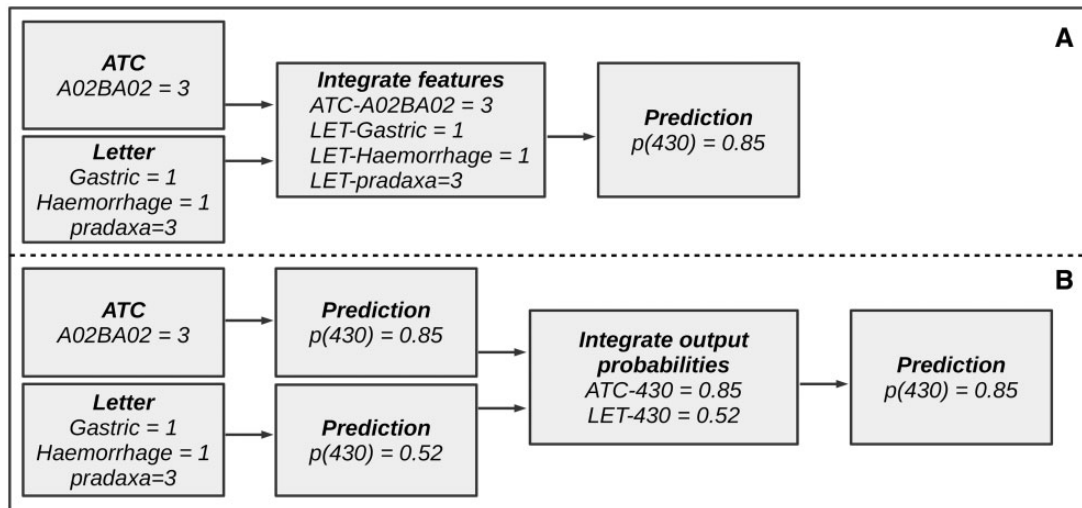 A
ATC
A02BA02 = 3
Letter
Gastric = 1
Haemorrhage = 1
pradaxa=3
Integrate features
ATC-A02BA02 = 3
LET-Gastric = 1
LET-Haemorrhage = 1
LET-pradaxa=3
Prediction
p(430) = 0.85
B
ATC
A02BA02 = 3
Letter
Gastric = 1
Haemorrhage = 1
pradaxa=3
Prediction
p(430) = 0.85
Prediction
p(430) = 0.52
Integrate output
probabilities
ATC-430 = 0.85
LET-430 = 0.52
Prediction
p(430) = 0.85